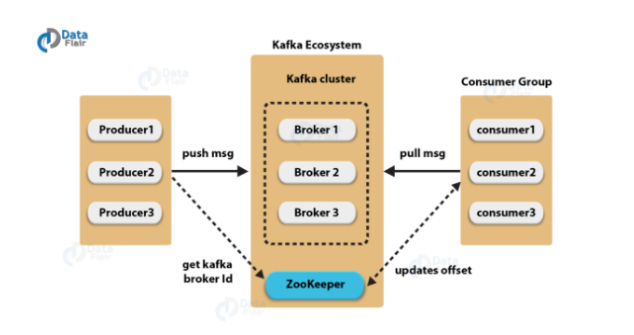 Data
Flair
Kafka Ecosystem
Kafka cluster
Consumer Group
Producer1
Broker 1
consumer1
push msg
pull msg
Producer2
Broker 2
consumer2
Producer3
Broker 3
consumer3
get kafka
broker Id
ZooKeeper
updates offset